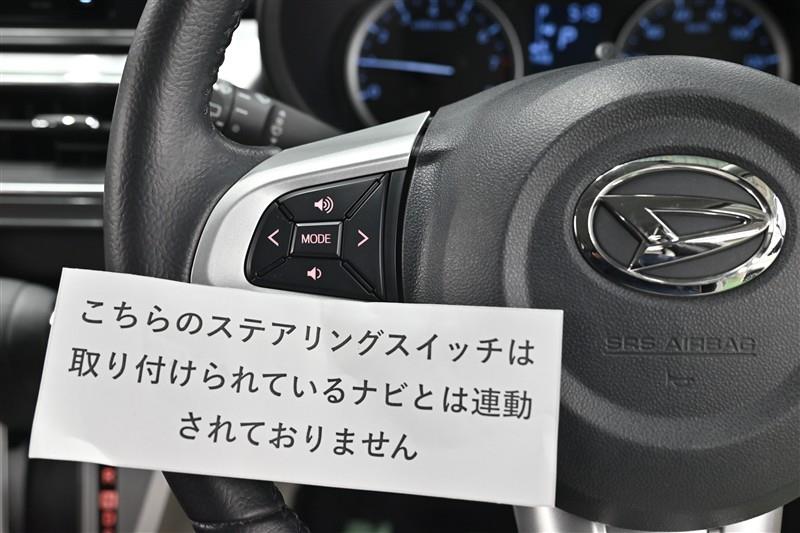 MODE
SRS AIRBAG
こちらのステアリングスイッチは
取り付けられているナビとは連動
されておりません